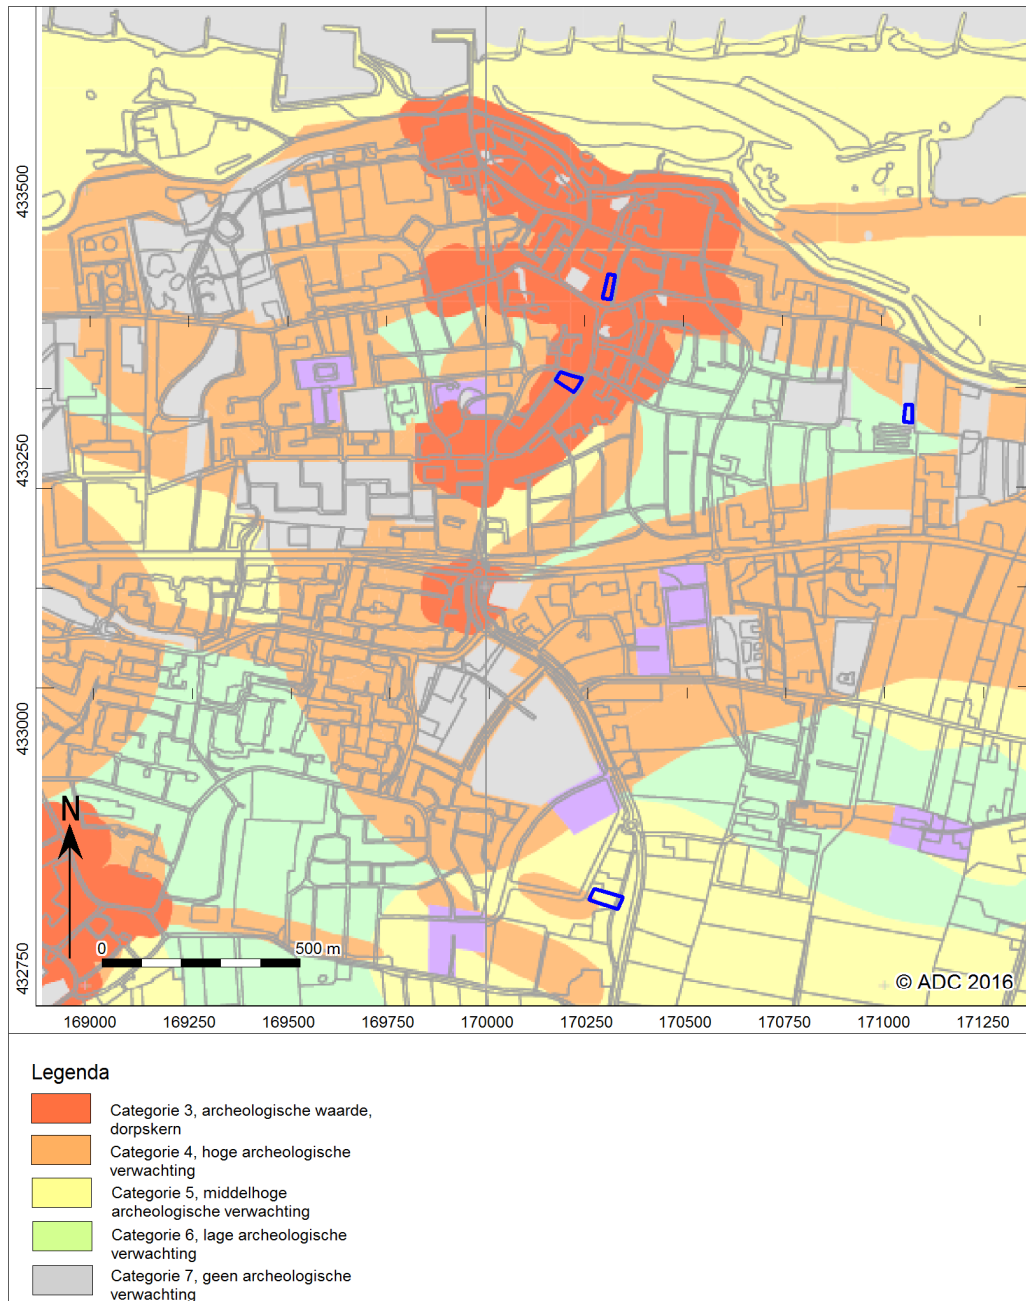 433500
433250
433000
432750
N
0
500 m
© ADC 2016
169000
169250
169500
169750
170000
170250
170500
170750
171000
171250
Legenda
Categorie 3, archeologische waarde,
dorpskern
Categorie 4, hoge archeologische
verwachting
Categorie 5, middelhoge
archeologische verwachting
Categorie 6, lage archeologische
verwachting
Categorie 7, geen archeologische
verwachting